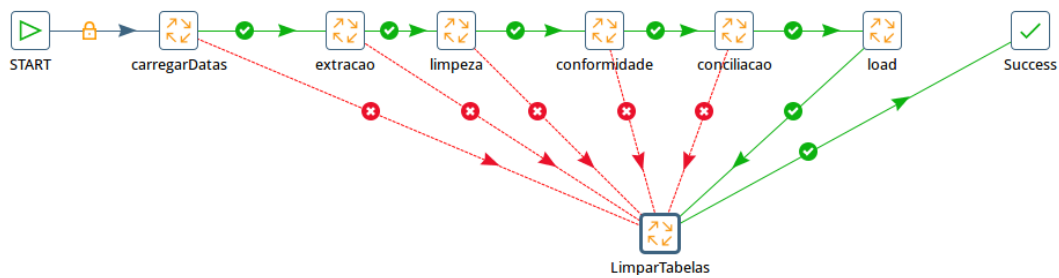 START
carregarDatas
extracao
limpeza
conformidade
conciliacao
load
Success
LimparTabelas